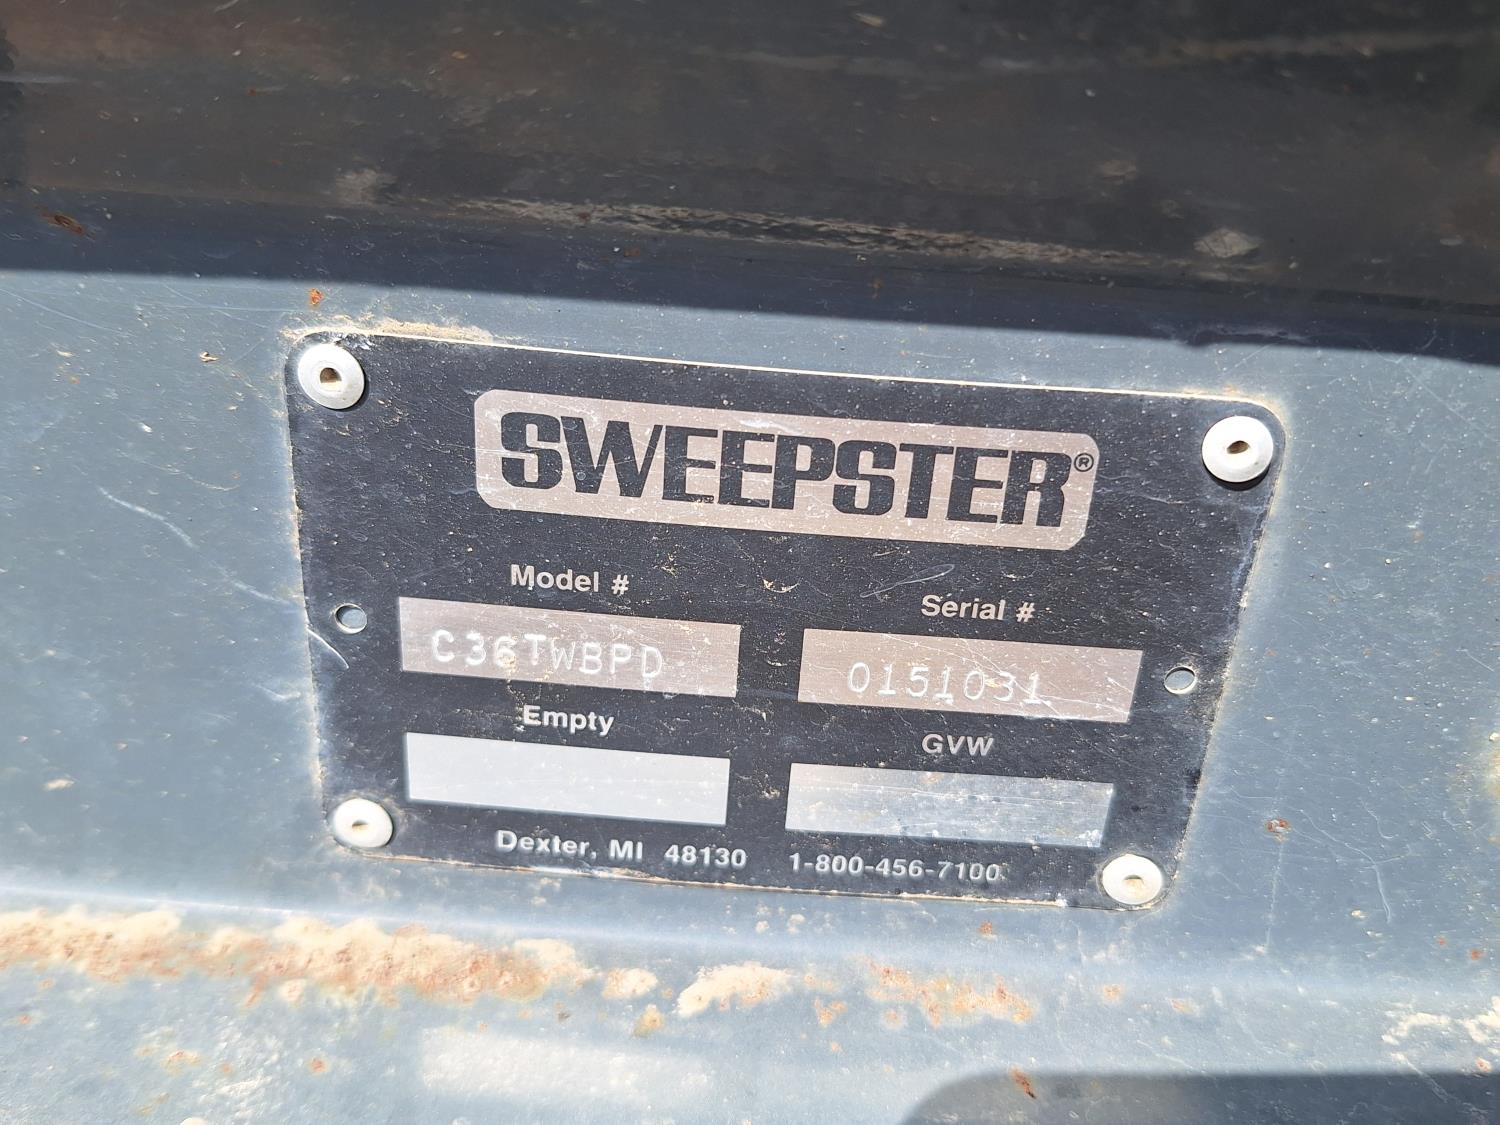 SWEEPSTER®
Model # Serial #
C36TWBPD 0151031
Empty GVW
Dexter, MI 48130 1-800-456-7100